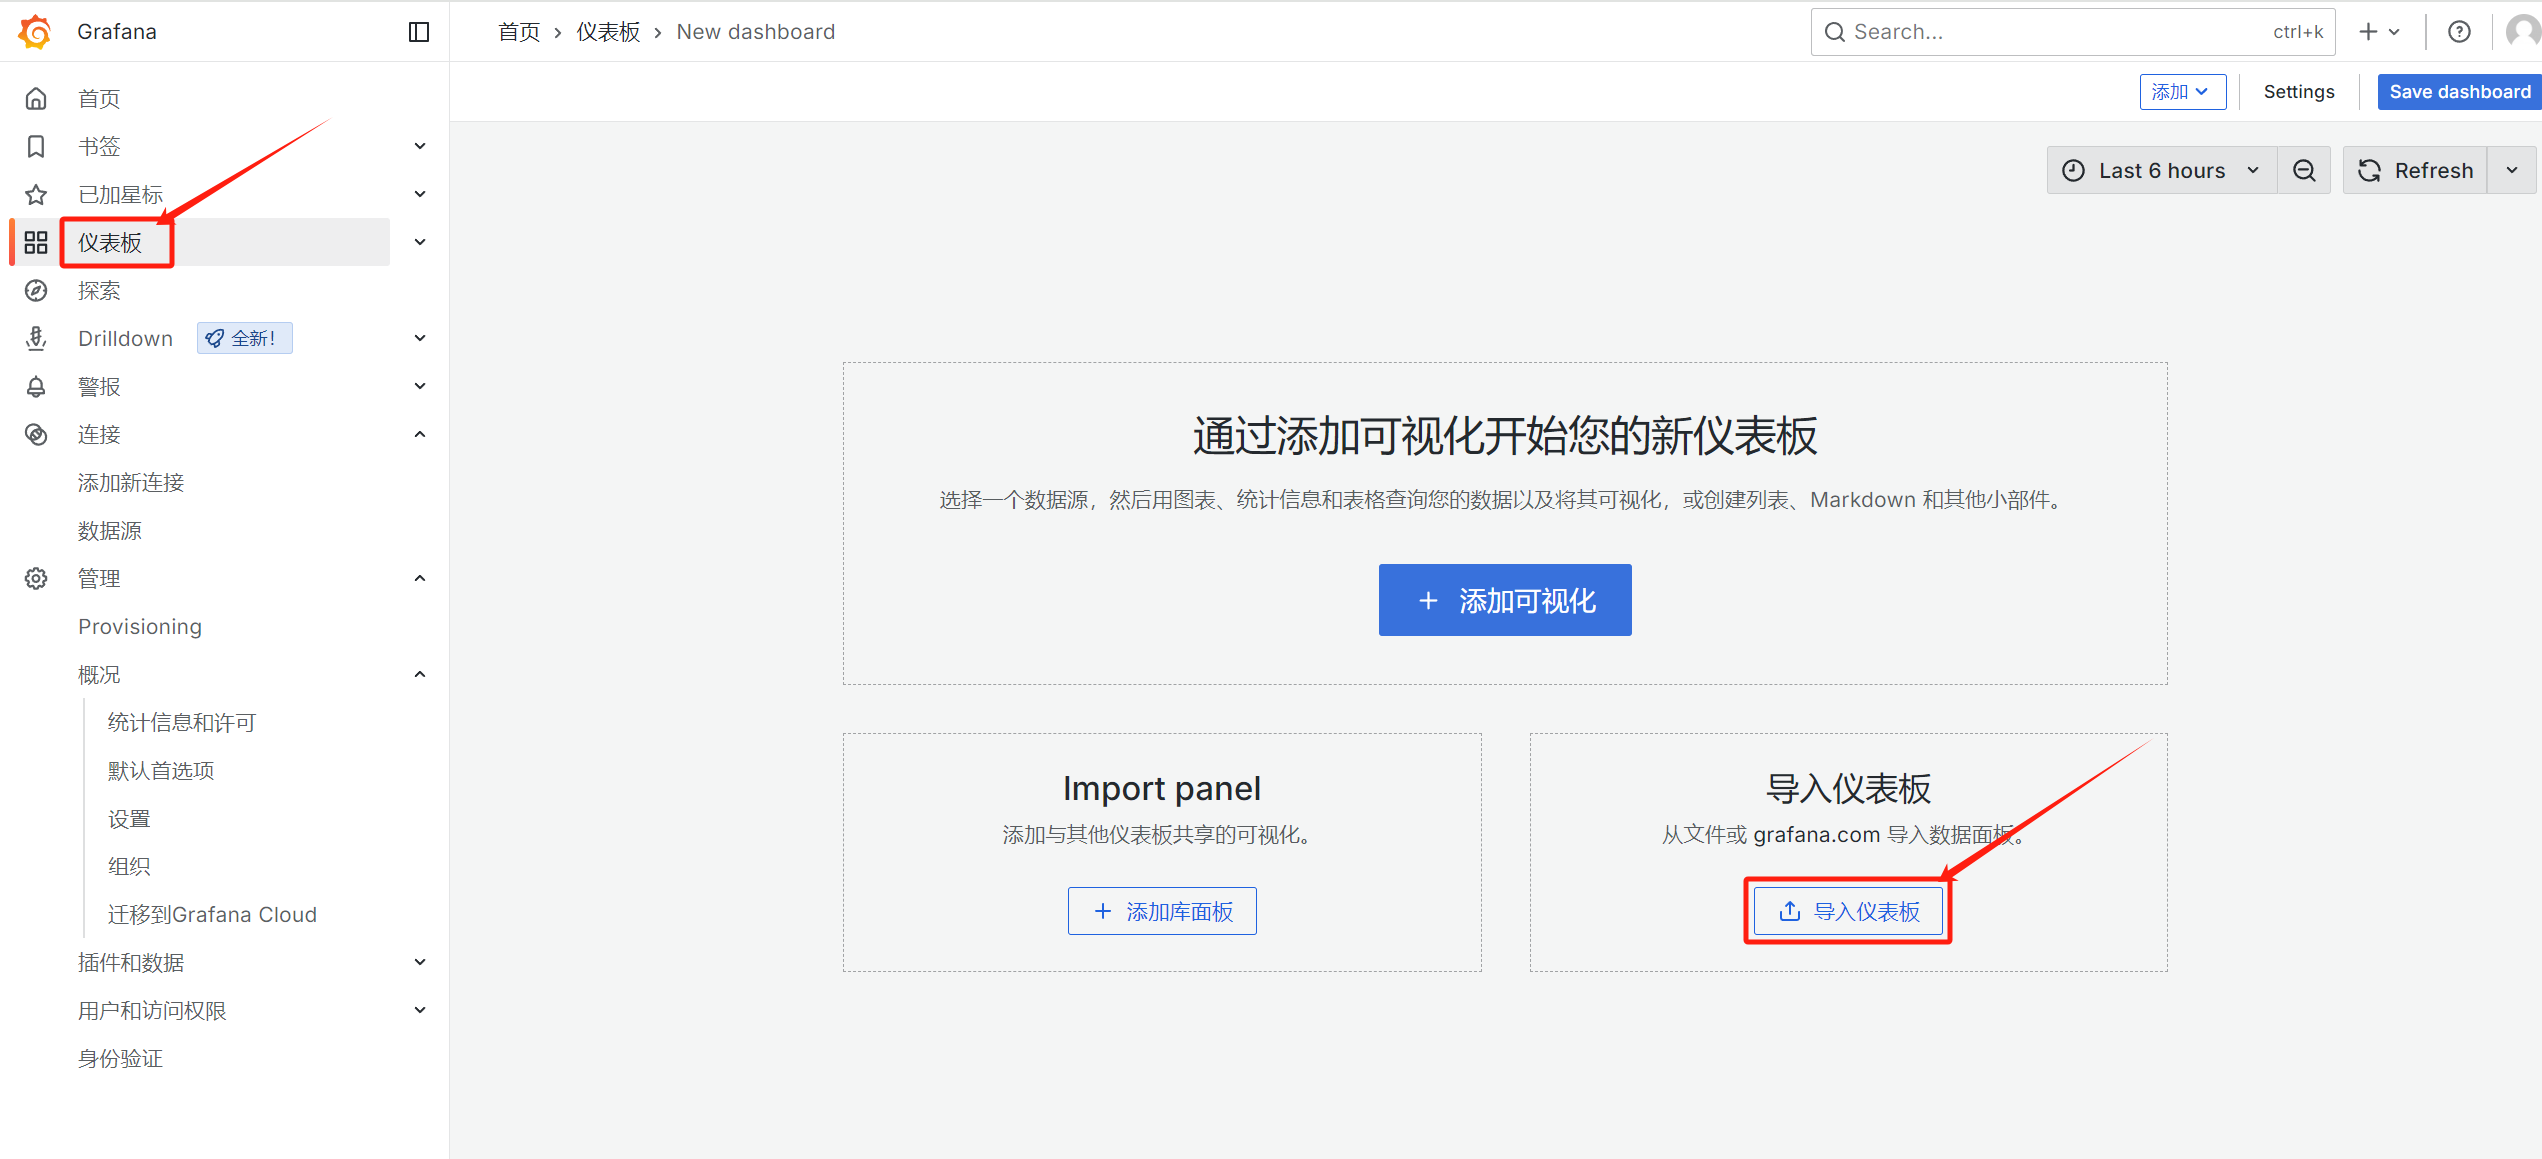 Grafana
首页 › 仪表板 › New dashboard
Search...
ctrl+k
添加
Settings
Save dashboard
首页
书签
已加星标
仪表板
探索
Drilldown
全新!
警报
连接
添加新连接
数据源
管理
Provisioning
概况
统计信息和许可
默认首选项
设置
组织
迁移到Grafana Cloud
插件和数据
用户和访问权限
身份验证
Last 6 hours
Refresh
通过添加可视化开始您的新仪表板
选择一个数据源，然后用图表、统计信息和表格查询您的数据以及将其可视化，或创建列表、Markdown 和其他小部件。
添加可视化
Import panel
添加与其他仪表板共享的可视化。
添加库面板
导入仪表板
从文件或 grafana.com 导入数据面板。
导入仪表板